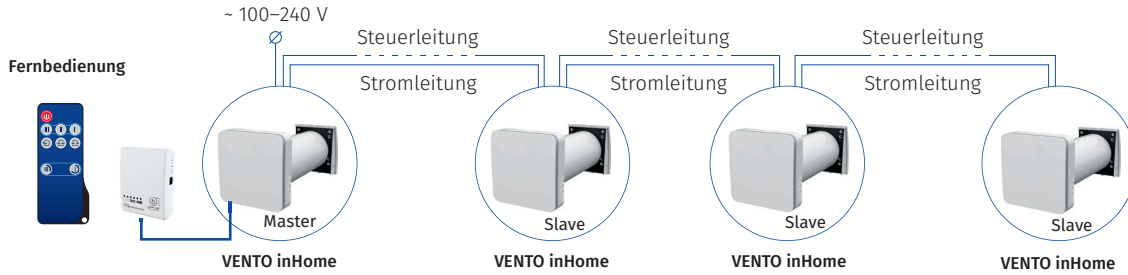 ~ 100–240 V
Steuerleitung
Steuerleitung
Steuerleitung
Fernbedienung
Stromleitung
Stromleitung
Stromleitung
Master
Slave
Slave
Slave
VENTO inHome
VENTO inHome
VENTO inHome
VENTO inHome